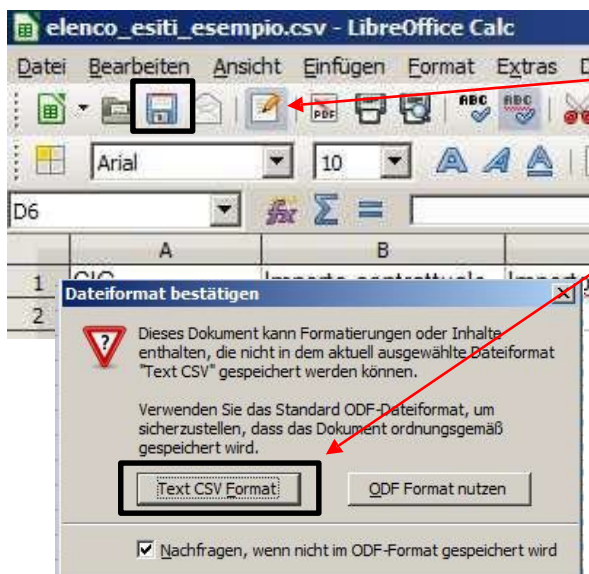 elenco_esiti_esempio.csv - LibreOffice Calc
Datei Bearbeiten Ansicht Einfügen Format Extras D
PDF ABC ABC
Arial 10
D6
A B
1
2
Dateiformat bestätigen
Dieses Dokument kann Formatierungen oder Inhalte
enthalten, die nicht in dem aktuell ausgewählte Dateiformat
"Text CSV" gespeichert werden können.
Verwenden Sie das Standard ODF-Dateiformat, um
sicherzustellen, dass das Dokument ordnungsgemäß
gespeichert wird.
Text CSV Format ODF Format nutzen
Nachfragen, wenn nicht im ODF-Format gespeichert wird